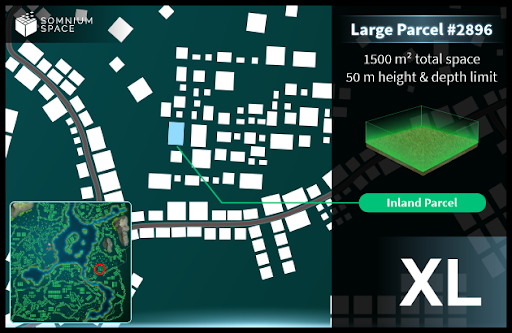 SOMNIUM
SPACE
Large Parcel #2896
1500 m² total space
50 m height & depth limit
Inland Parcel
XL